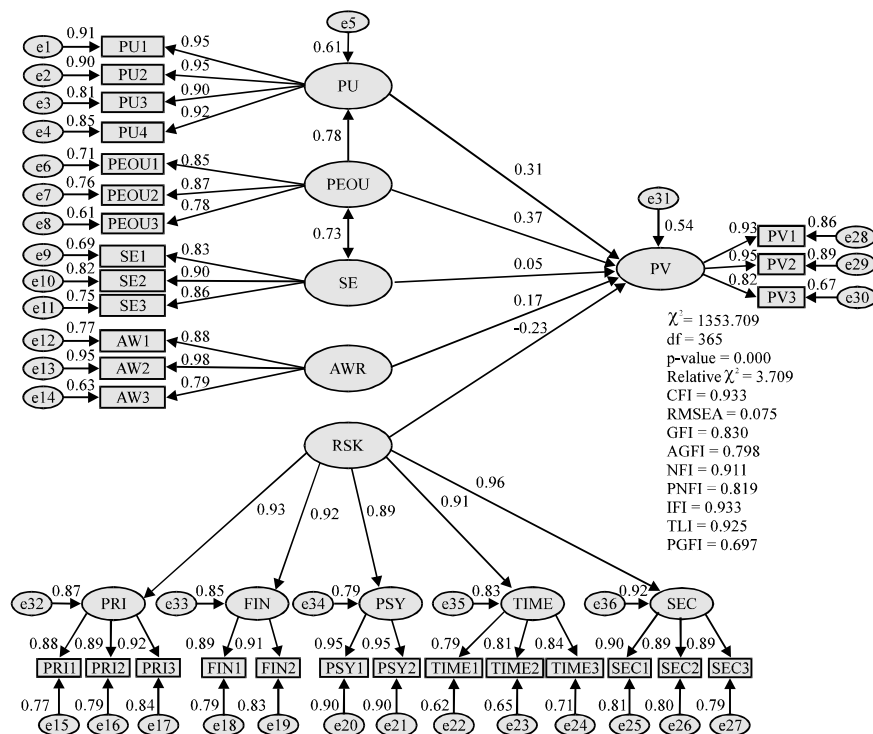 e5
e1 0.91 PU1 0.95 0.61
e2 0.90 PU2 0.95 PU
e3 0.81 PU3 0.90
e4 0.85 PU4 0.92
0.78 0.31
e6 0.71 PEOU1 0.85
e7 0.76 PEOU2 0.87 PEOU e31
e8 0.61 PEOU3 0.78 0.37 0.54
0.73
e9 0.69 SE1 0.83 0.93 PV1 0.86 e28
e10 0.82 SE2 0.90 SE 0.05 PV 0.95 PV2 0.89 e29
e11 0.75 SE3 0.86 0.82 PV3 0.67 e30
0.17
-0.23
e12 0.77 AW1 0.88
e13 0.95 AW2 0.98 AWR
e14 0.63 AW3 0.79
χ² = 1353.709
df = 365
p-value = 0.000
Relative χ² = 3.709
CFI = 0.933
RMSEA = 0.075
GFI = 0.830
AGFI = 0.798
NFI = 0.911
PNFI = 0.819
IFI = 0.933
TLI = 0.925
PGFI = 0.697
RSK
0.93 0.92 0.89 0.91 0.96
e32 0.87 PRI e33 0.85 FIN e34 0.79 PSY e35 0.83 TIME e36 0.92 SEC
0.88 0.89 0.92 0.89 0.91 0.95 0.95 0.79 0.81 0.84 0.90 0.89 0.89
PRI1 PRI2 PRI3 FIN1 FIN2 PSY1 PSY2 TIME1 TIME2 TIME3 SEC1 SEC2 SEC3
0.77 0.79 0.84 0.79 0.83 0.90 0.90 0.62 0.65 0.71 0.81 0.80 0.79
e15 e16 e17 e18 e19 e20 e21 e22 e23 e24 e25 e26 e27